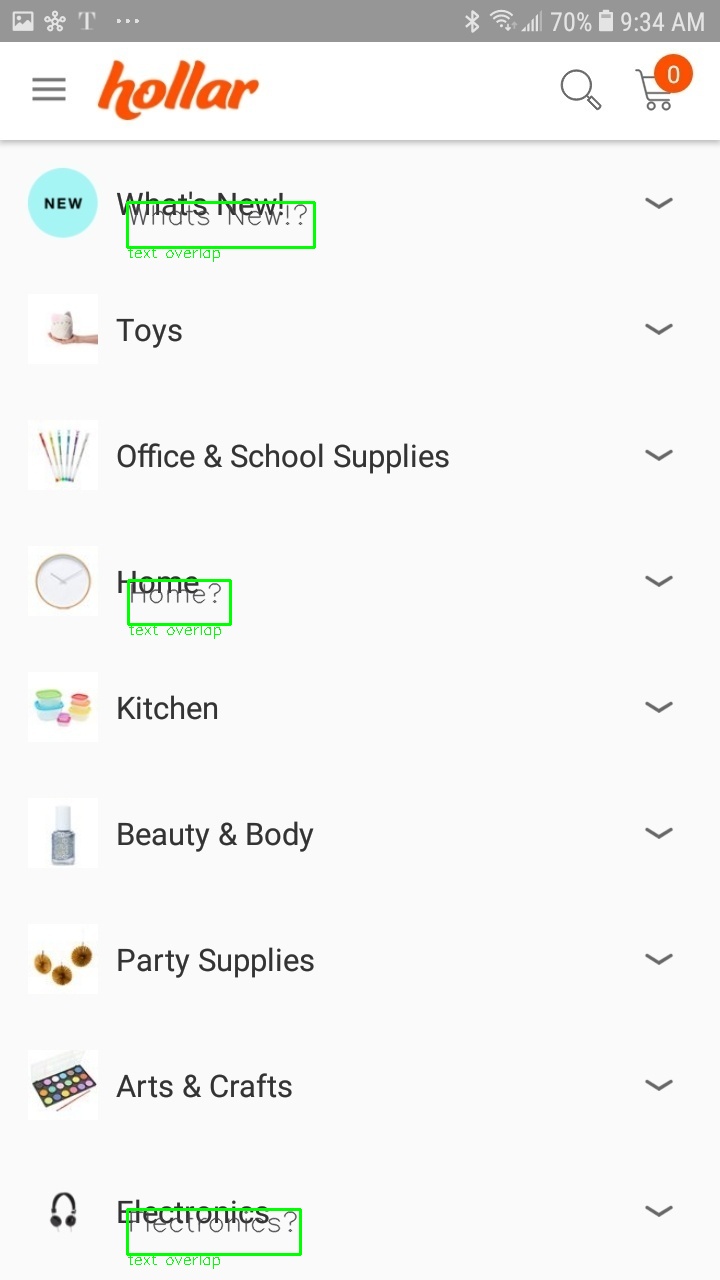 T ... 70% 9:34 AM
hollar 0
NEW What's New!
Whats New!?
text overlap
Toys
Office & School Supplies
Home
Home?
text overlap
Kitchen
Beauty & Body
Party Supplies
Arts & Crafts
Electronics
Electronics?
text overlap